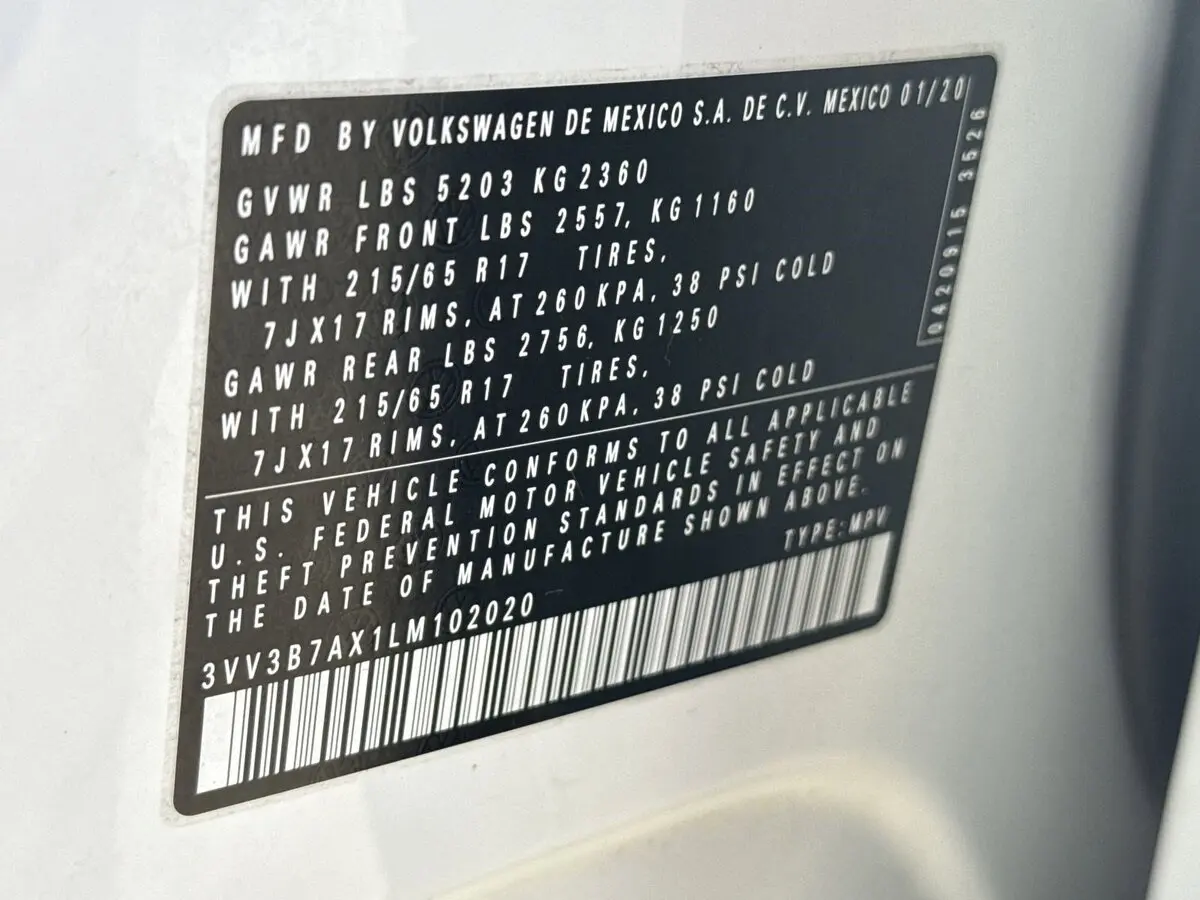 MFD BY VOLKSWAGEN DE MEXICO S.A. DE C.V. MEXICO 01/20
GVWR LBS 5203 KG 2360
GAWR FRONT LBS 2557, KG 1160
WITH 215/65 R17 TIRES,
7J X17 RIMS, AT 260 KPA, 38 PSI COLD
GAWR REAR LBS 2756, KG 1250
WITH 215/65 R17 TIRES,
7J X17 RIMS, AT 260 KPA, 38 PSI COLD
0420915 3526
THIS VEHICLE CONFORMS TO ALL APPLICABLE
U.S. FEDERAL MOTOR VEHICLE SAFETY AND
THEFT PREVENTION STANDARDS IN EFFECT ON
THE DATE OF MANUFACTURE SHOWN ABOVE.
TYPE: MPV
3VV3B7AX1LM102020